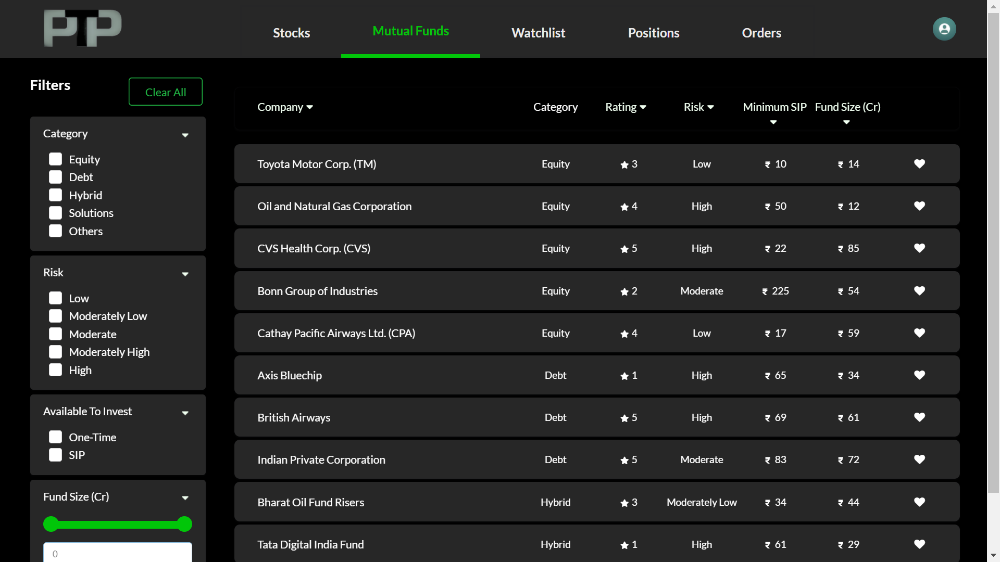 PTP
Stocks
Mutual Funds
Watchlist
Positions
Orders
Filters
Clear All
Category
Equity
Debt
Hybrid
Solutions
Others
Risk
Low
Moderately Low
Moderate
Moderately High
High
Available To Invest
One-Time
SIP
Fund Size (Cr)
0
Company Category Rating Risk Minimum SIP Fund Size (Cr)
Toyota Motor Corp. (TM) Equity 3 Low ₹ 10 ₹ 14
Oil and Natural Gas Corporation Equity 4 High ₹ 50 ₹ 12
CVS Health Corp. (CVS) Equity 5 High ₹ 22 ₹ 85
Bonn Group of Industries Equity 2 Moderate ₹ 225 ₹ 54
Cathay Pacific Airways Ltd. (CPA) Equity 4 Low ₹ 17 ₹ 59
Axis Bluechip Debt 1 High ₹ 65 ₹ 34
British Airways Debt 5 High ₹ 69 ₹ 61
Indian Private Corporation Debt 5 Moderate ₹ 83 ₹ 72
Bharat Oil Fund Risers Hybrid 3 Moderately Low ₹ 34 ₹ 44
Tata Digital India Fund Hybrid 1 High ₹ 61 ₹ 29